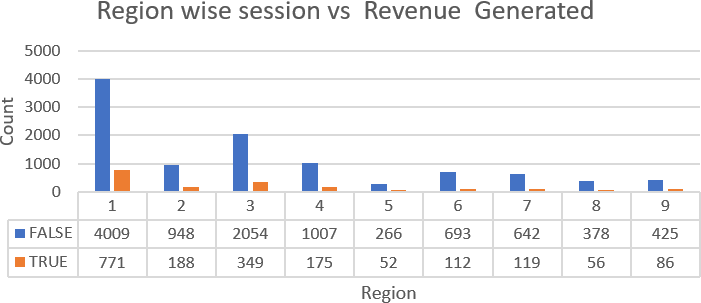 Region wise session vs  Revenue  Generated
5000
4000
3000
2000
1000
0
Count
1 2 3 4 5 6 7 8 9
FALSE 4009 948 2054 1007 266 693 642 378 425
TRUE 771 188 349 175 52 112 119 56 86
Region